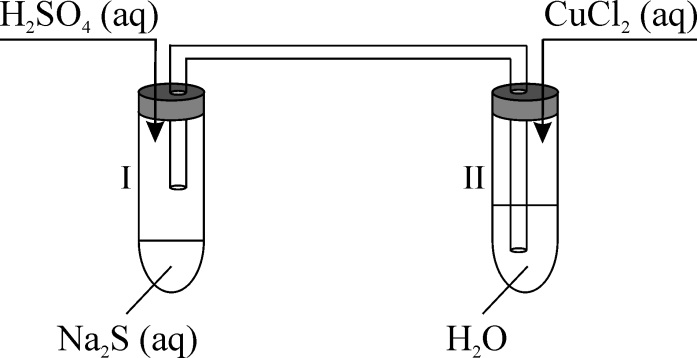 H₂SO₄ (aq)
CuCl₂ (aq)
I
II
Na₂S (aq)
H₂O